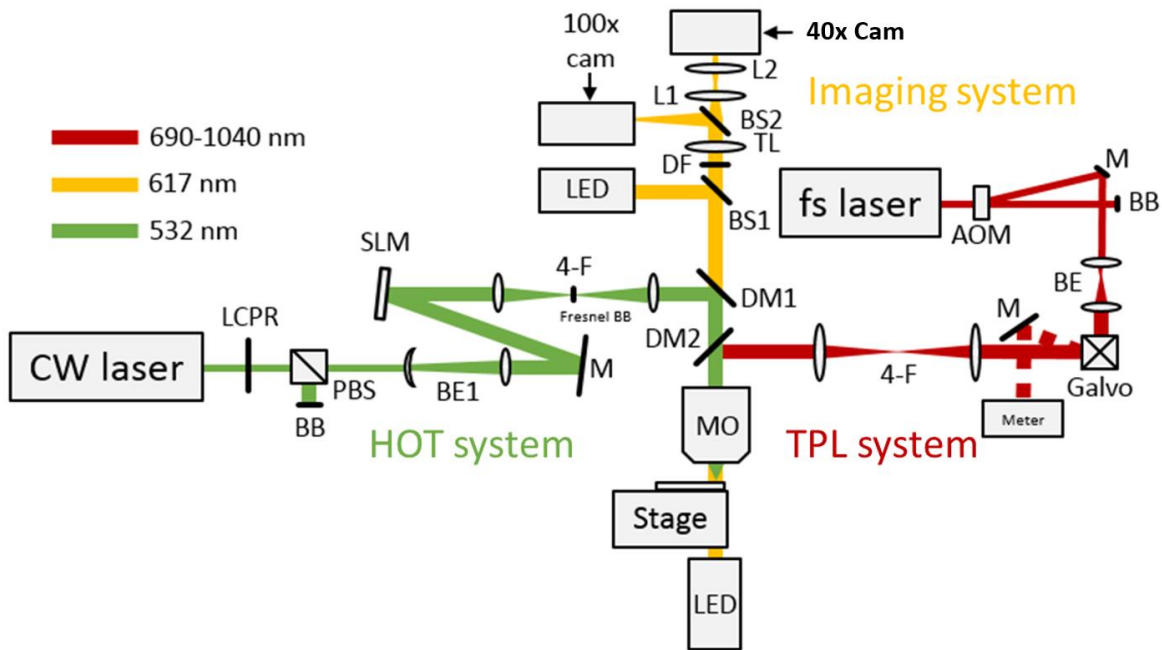 100x
cam
40x Cam
L2
L1
Imaging system
BS2
TL
690-1040 nm
617 nm
532 nm
DF
LED
BS1
fs laser
AOM
M
BB
SLM
4-F
Fresnel BB
DM1
BE
LCPR
DM2
M
CW laser
PBS
BE1
M
4-F
Galvo
BB
HOT system
MO
TPL system
Meter
Stage
LED